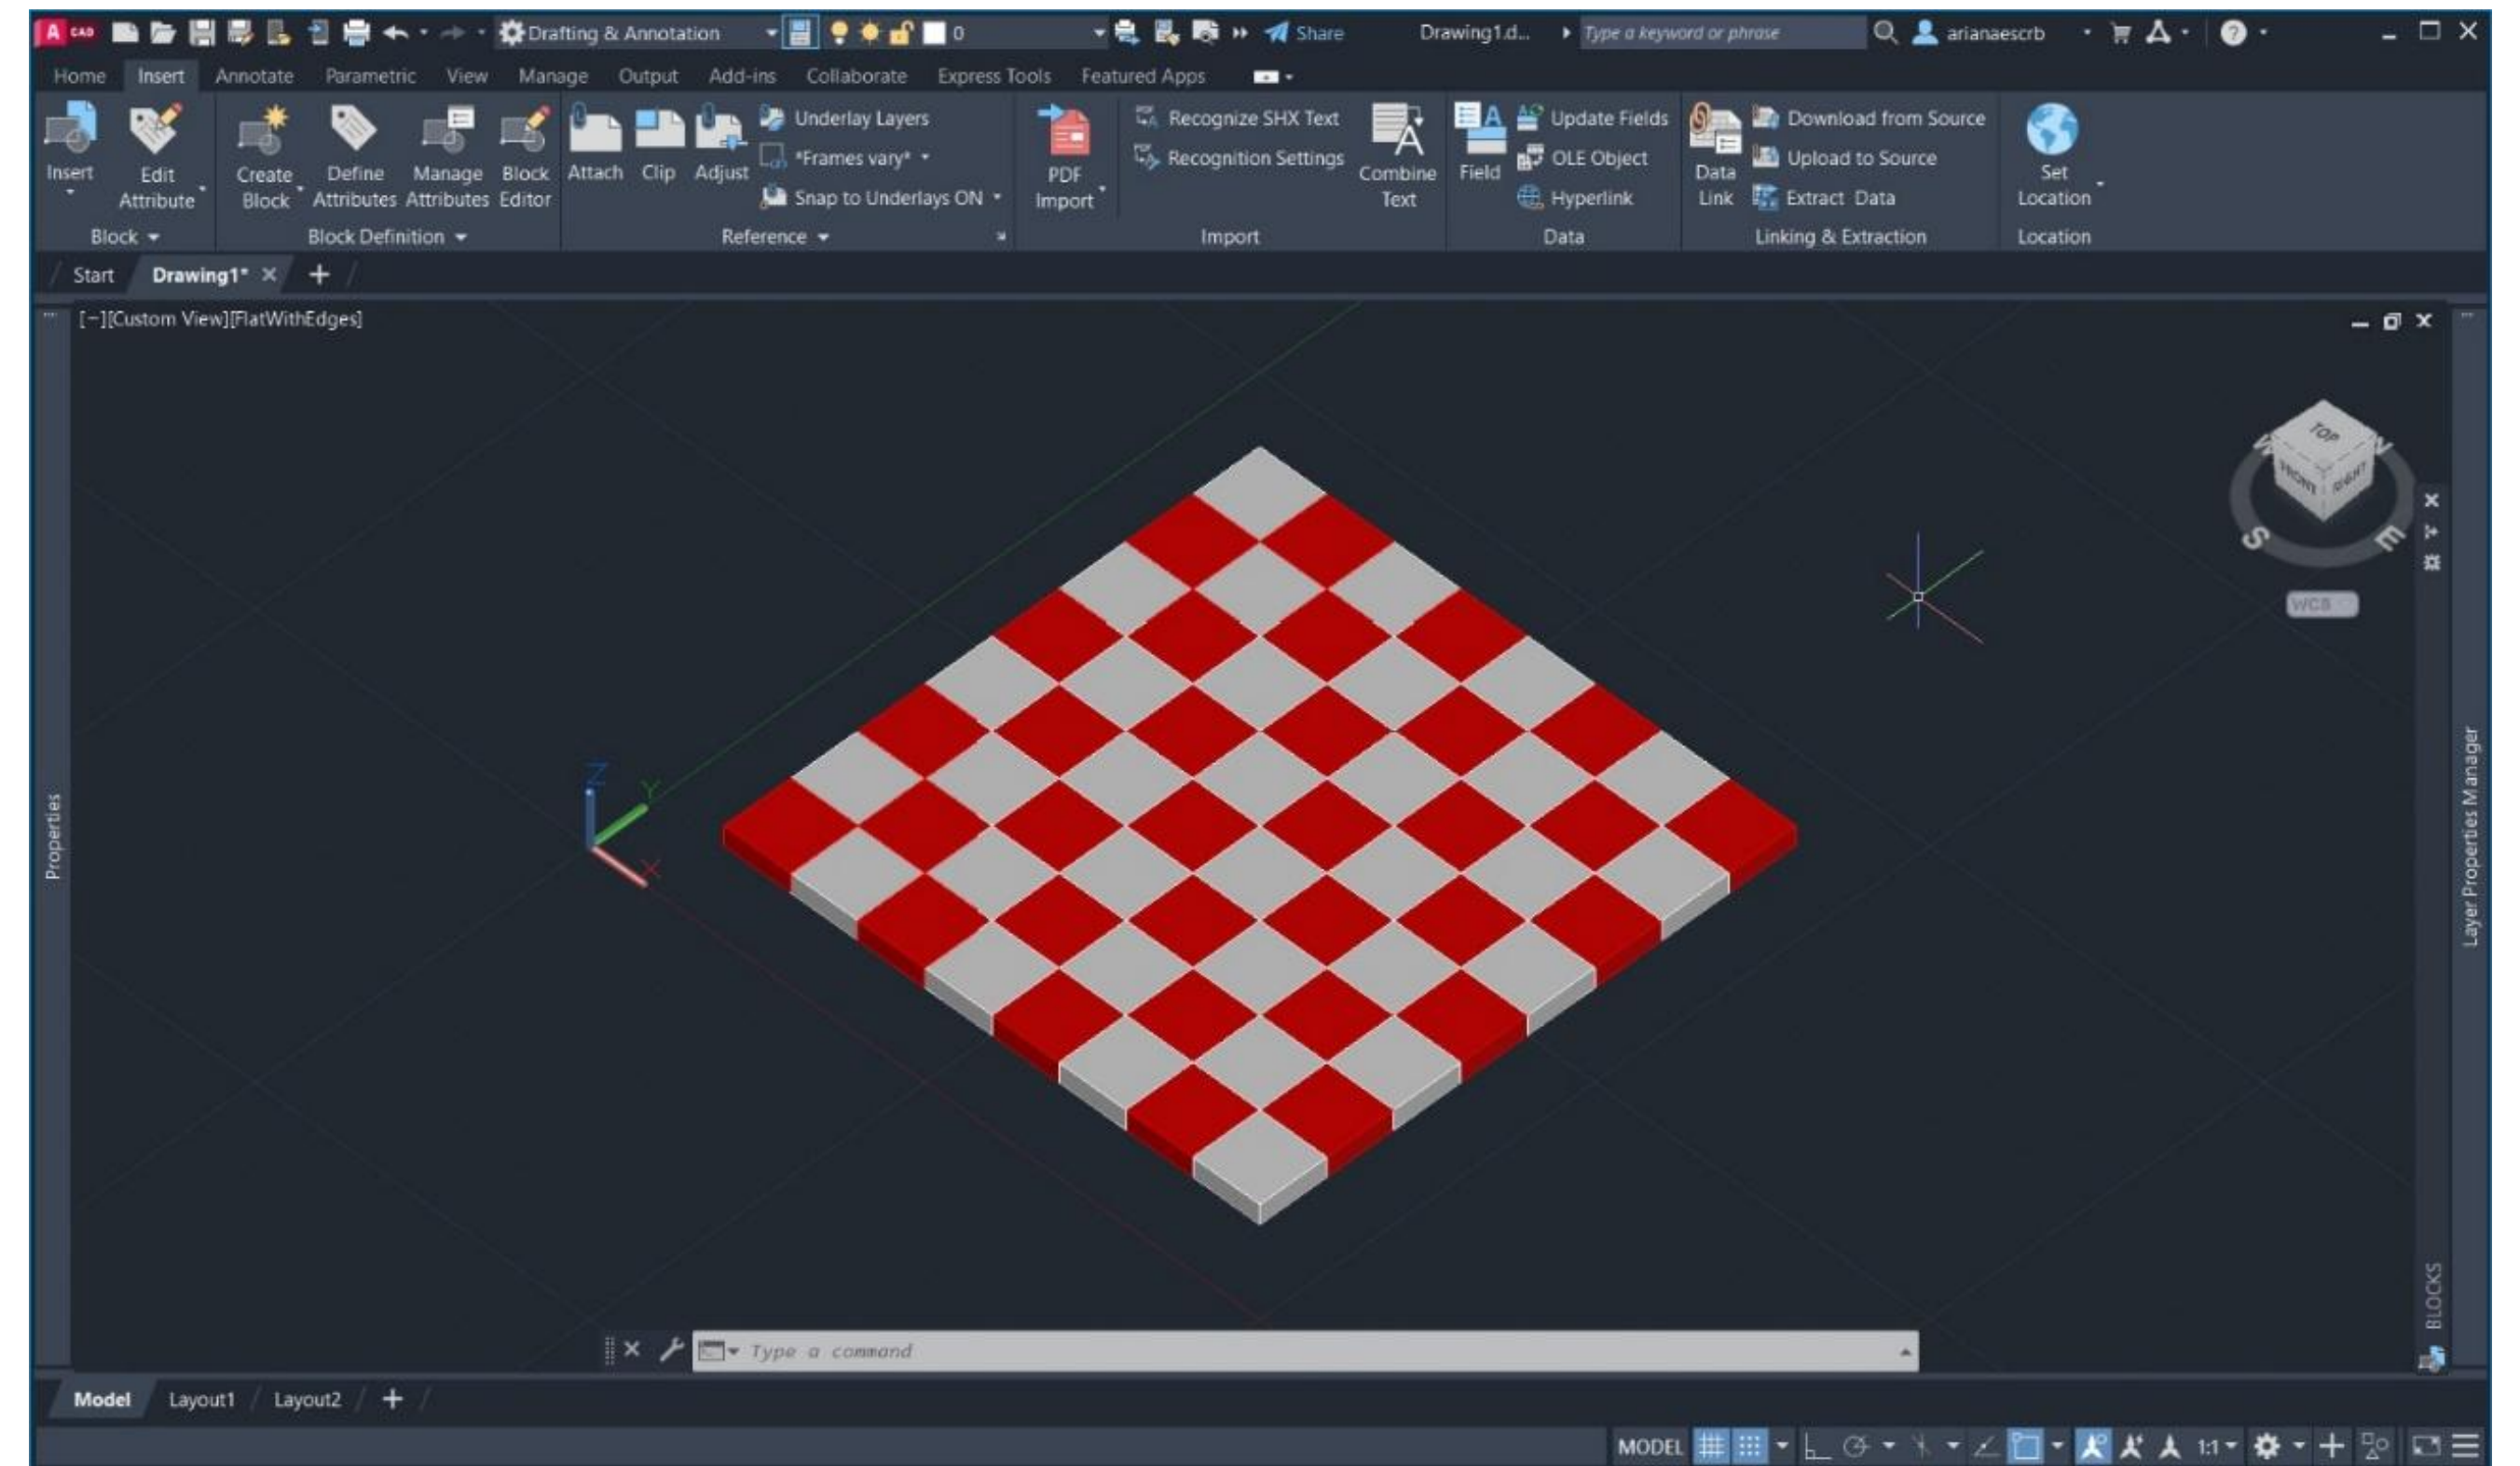 A CAD Drafting & Annotation 0 Share Drawing1.d... Type a keyword or phrase arianaescrb ?
Home Insert Annotate Parametric View Manage Output Add-ins Collaborate Express Tools Featured Apps
Insert
Edit Attribute
Create Block
Define Attributes
Manage Attributes
Block Editor
Attach
Clip
Adjust
Underlay Layers
*Frames vary*
Snap to Underlays ON
PDF Import
Recognize SHX Text
Recognition Settings
Combine Text
Field
Update Fields
OLE Object
Hyperlink
Data Link
Download from Source
Upload to Source
Extract Data
Set Location
Block Block Definition Reference Import Data Linking & Extraction Location
Start Drawing1*
[−][Custom View][FlatWithEdges]
TOP
FRONT RIGHT
W N
S E
WCS
Z
Y
X
Properties
Layer Properties Manager
BLOCKS
Type a command
Model Layout1 Layout2
MODEL 1:1